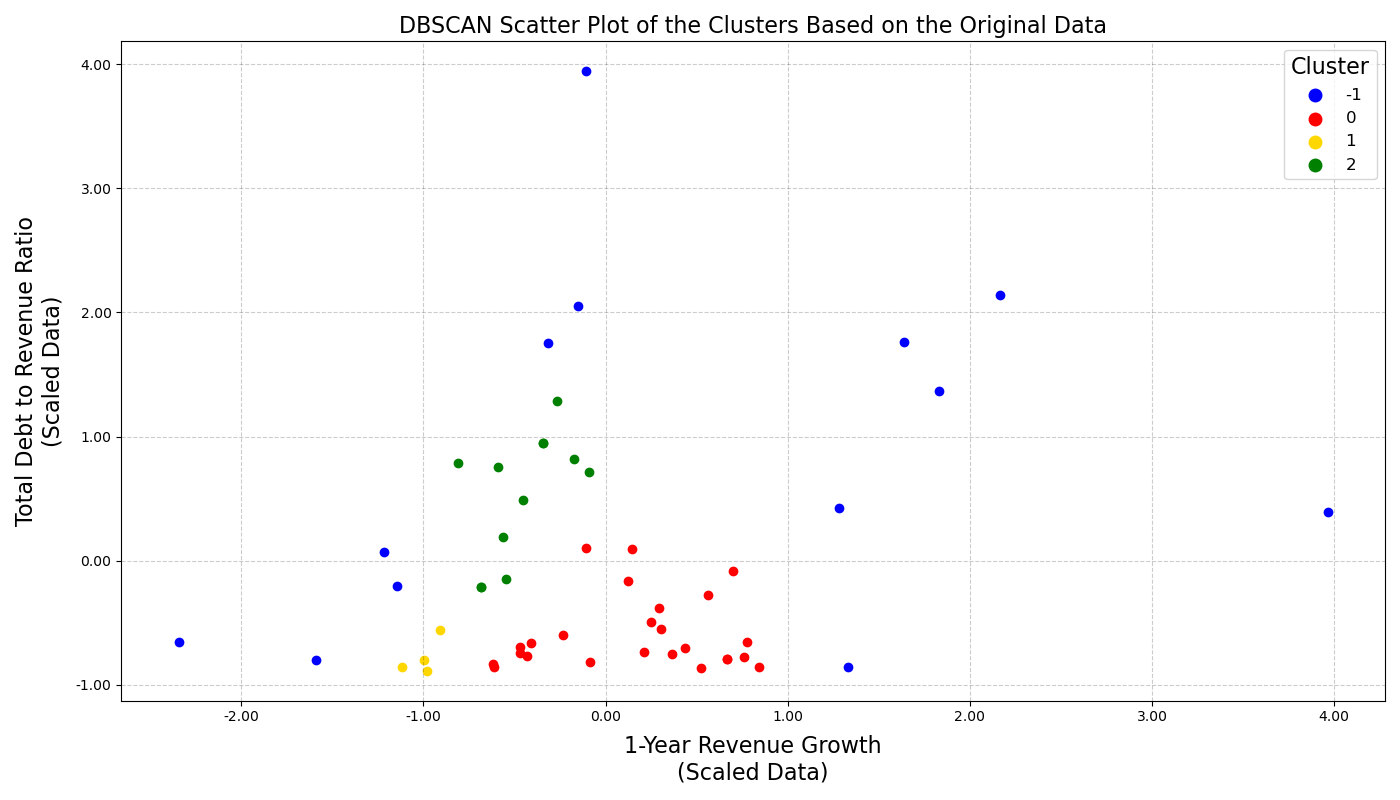 DBSCAN Scatter Plot of the Clusters Based on the Original Data
Cluster
-1
0
1
2
Total Debt to Revenue Ratio
(Scaled Data)
4.00
3.00
2.00
1.00
0.00
-1.00
-2.00
-1.00
0.00
1.00
2.00
3.00
4.00
1-Year Revenue Growth
(Scaled Data)